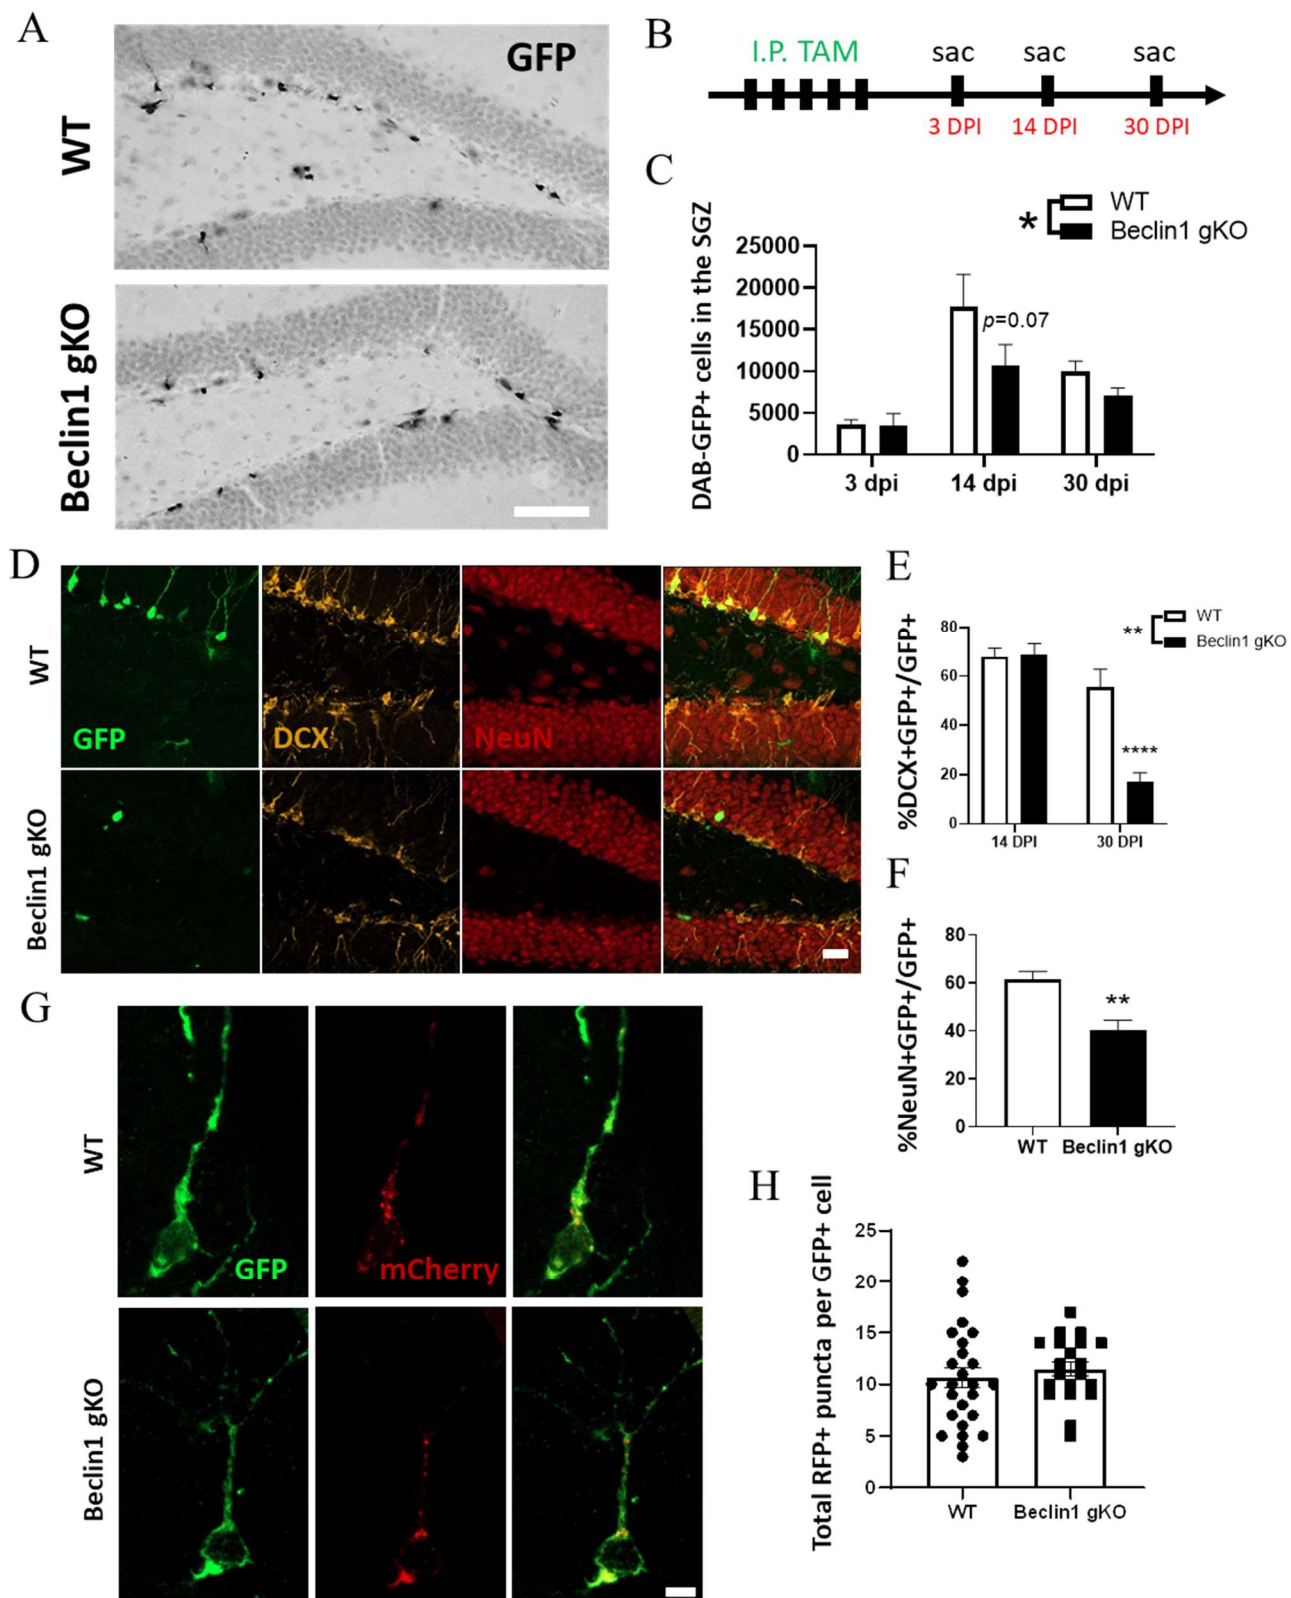 A
GFP
WT
Beclin1 gKO
B
I.P. TAM
sac sac sac
3 DPI 14 DPI 30 DPI
C
WT
* Beclin1 gKO
DAB-GFP+ cells in the SGZ
25000
20000
15000
10000
5000
0
p=0.07
3 dpi 14 dpi 30 dpi
D
WT
GFP DCX NeuN
Beclin1 gKO
E
WT
** Beclin1 gKO
%DCX+GFP+/GFP+
80
60
40
20
0
****
14 DPI 30 DPI
F
%NeuN+GFP+/GFP+
80
60
40
20
0
**
WT Beclin1 gKO
G
WT
GFP mCherry
Beclin1 gKO
H
Total RFP+ puncta per GFP+ cell
25
20
15
10
5
0
WT Beclin1 gKO